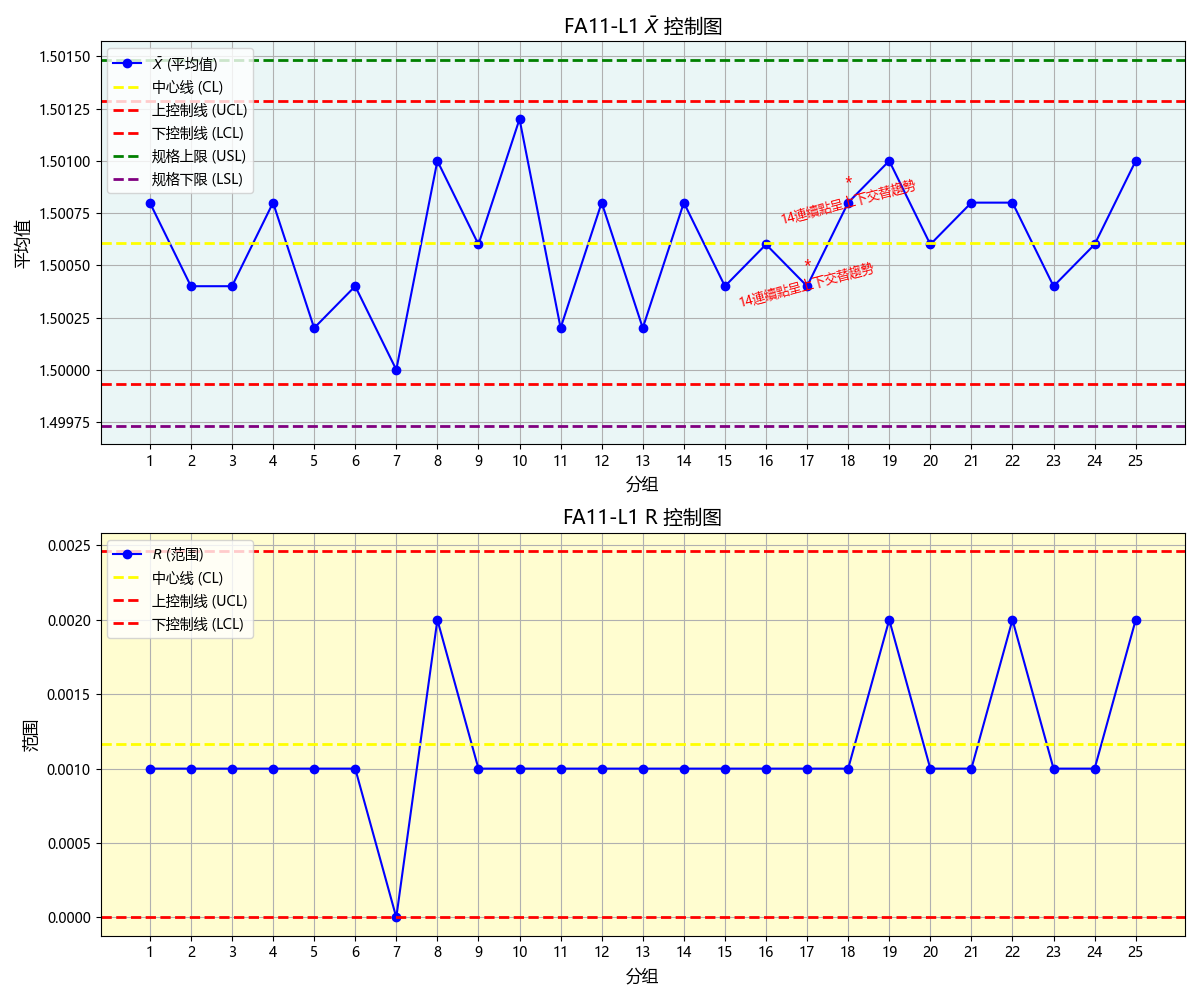 FA11-L1 X̄ 控制图
1.50150
1.50125
1.50100
1.50075
1.50050
1.50025
1.50000
1.49975
平均值
X̄ (平均值)
中心线 (CL)
上控制线 (UCL)
下控制线 (LCL)
规格上限 (USL)
规格下限 (LSL)
*
14連續點呈上下交替趨勢
*
14連續點呈上下交替趨勢
1 2 3 4 5 6 7 8 9 10 11 12 13 14 15 16 17 18 19 20 21 22 23 24 25
分组
FA11-L1 R 控制图
0.0025
0.0020
0.0015
0.0010
0.0005
0.0000
范围
R (范围)
中心线 (CL)
上控制线 (UCL)
下控制线 (LCL)
1 2 3 4 5 6 7 8 9 10 11 12 13 14 15 16 17 18 19 20 21 22 23 24 25
分组